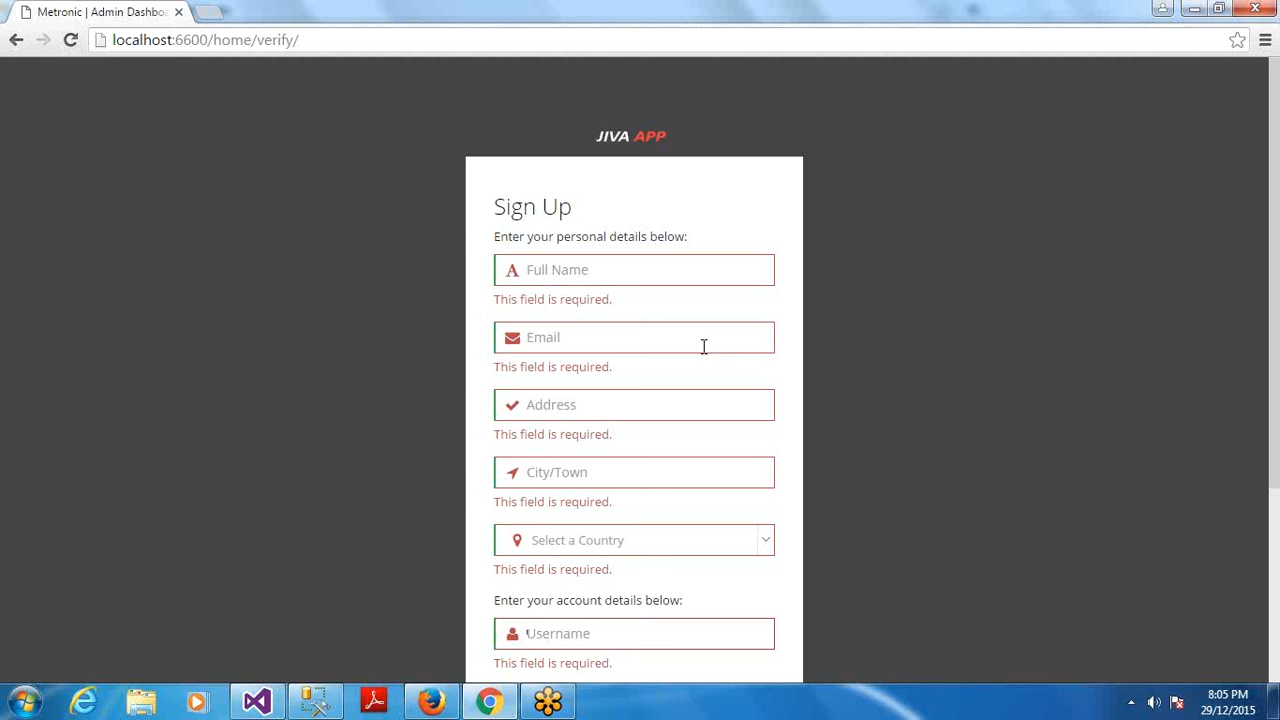 Metronic | Admin Dashbo
localhost:6600/home/verify/
JIVA APP
Sign Up
Enter your personal details below:
Full Name
This field is required.
Email
This field is required.
Address
This field is required.
City/Town
This field is required.
Select a Country
This field is required.
Enter your account details below:
Username
This field is required.
8:05 PM
29/12/2015